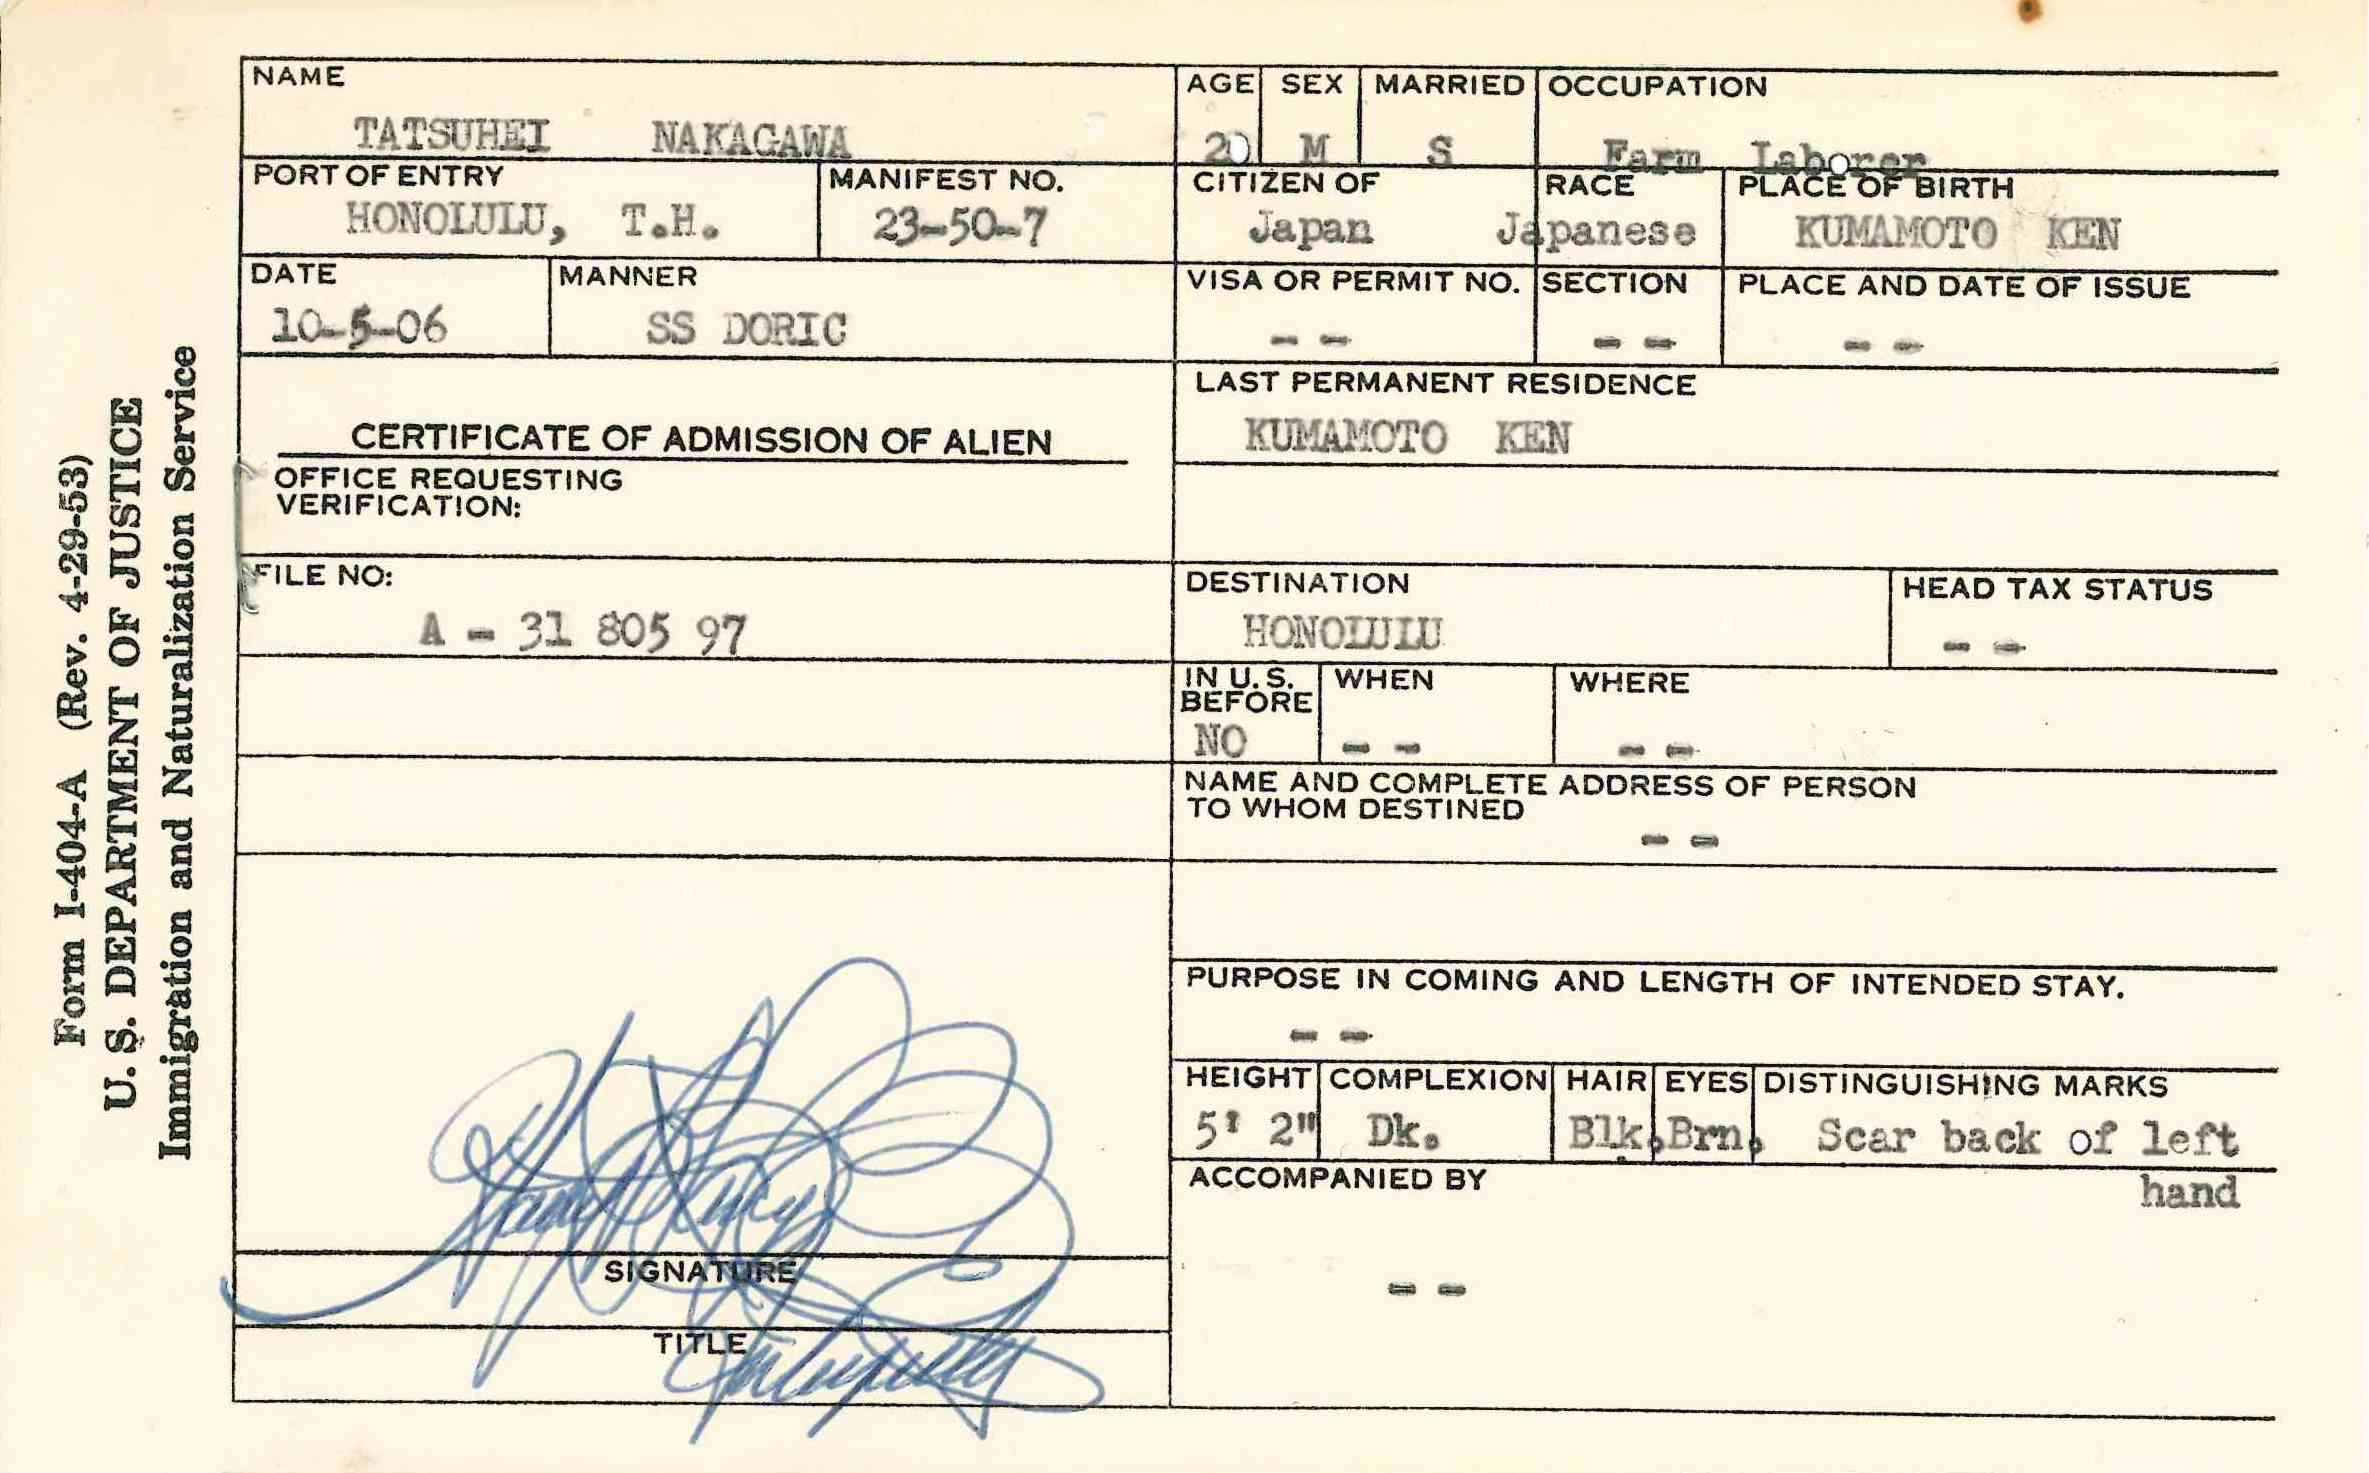 Form I-404-A (Rev. 4-29-53)
U.S. DEPARTMENT OF JUSTICE
Immigration and Naturalization Service
NAME
TATSUHEI NAKAGAWA
AGE
20
SEX
M
MARRIED
S
OCCUPATION
Farm Laborer
PORT OF ENTRY
HONOLULU, T.H.
MANIFEST NO.
23-50-7
CITIZEN OF
Japan
RACE
Japanese
PLACE OF BIRTH
KUMAMOTO KEN
DATE
10-5-06
MANNER
SS DORIC
VISA OR PERMIT NO.
- -
SECTION
- -
PLACE AND DATE OF ISSUE
- -
CERTIFICATE OF ADMISSION OF ALIEN
OFFICE REQUESTING
VERIFICATION:
LAST PERMANENT RESIDENCE
KUMAMOTO KEN
FILE NO:
A - 31 805 97
DESTINATION
HONOLULU
HEAD TAX STATUS
- -
IN U.S.
BEFORE
NO
WHEN
- -
WHERE
- -
NAME AND COMPLETE ADDRESS OF PERSON
TO WHOM DESTINED
- -
PURPOSE IN COMING AND LENGTH OF INTENDED STAY.
- -
HEIGHT
5' 2"
COMPLEXION
Dk.
HAIR
Blk.
EYES
Brn.
DISTINGUISHING MARKS
Scar back of left
hand
ACCOMPANIED BY
- -
SIGNATURE
TITLE